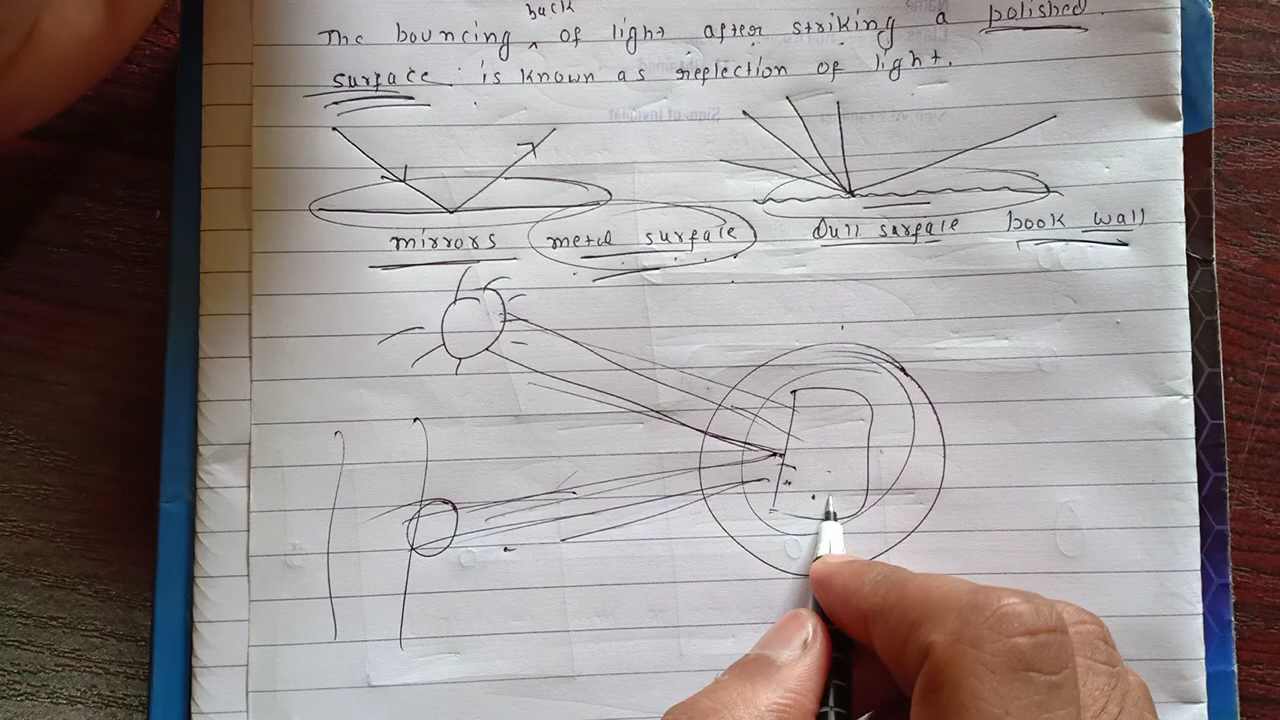 back
The bouncing ^ of light after striking a polished
surface is known as reflection of light.
mirrors metal surface Dull surface book wall